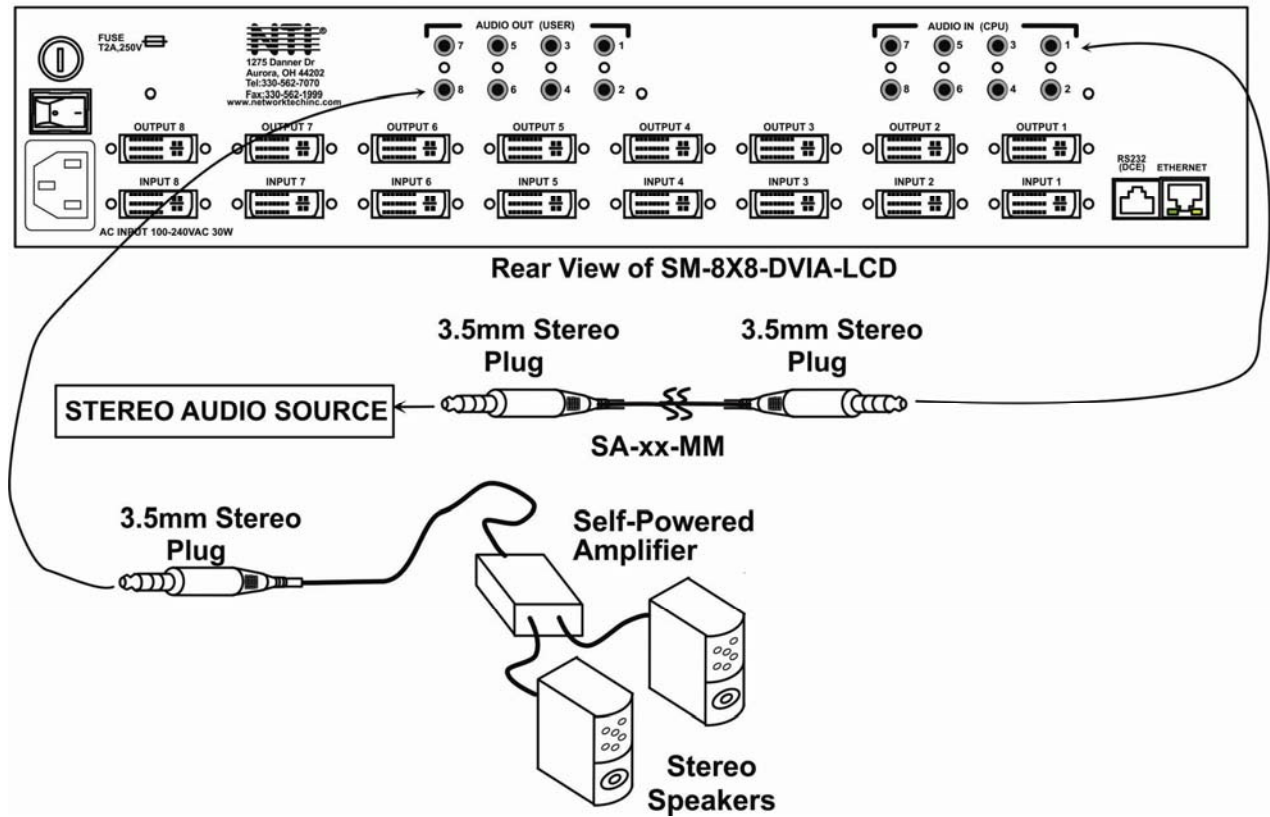 FUSE
T2A,250V
NTI®
1275 Danner Dr
Aurora, OH 44202
Tel:330-562-7070
Fax:330-562-1999
www.networktechinc.com
AUDIO OUT (USER)
7 5 3 1
8 6 4 2
AUDIO IN (CPU)
7 5 3 1
8 6 4 2
OUTPUT 8 OUTPUT 7 OUTPUT 6 OUTPUT 5 OUTPUT 4 OUTPUT 3 OUTPUT 2 OUTPUT 1
INPUT 8 INPUT 7 INPUT 6 INPUT 5 INPUT 4 INPUT 3 INPUT 2 INPUT 1
RS232
(DCE)
ETHERNET
AC INPUT 100-240VAC 30W
Rear View of SM-8X8-DVIA-LCD
3.5mm Stereo
Plug
3.5mm Stereo
Plug
STEREO AUDIO SOURCE
SA-xx-MM
3.5mm Stereo
Plug
Self-Powered
Amplifier
Stereo
Speakers